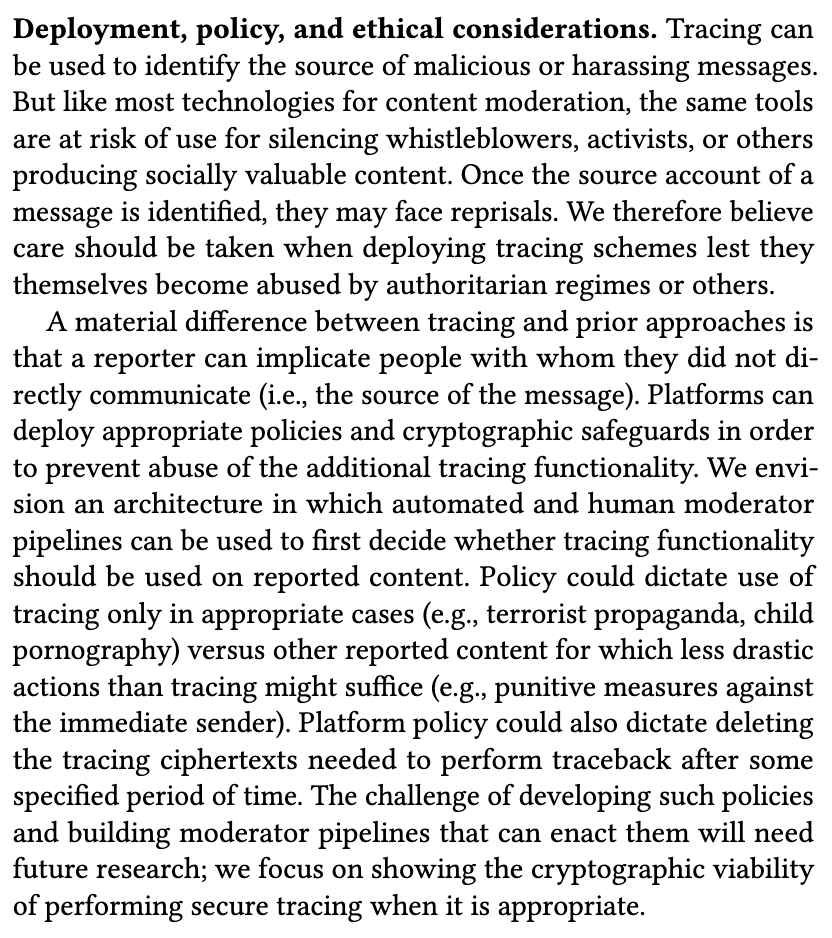 Deployment, policy, and ethical considerations. Tracing can
be used to identify the source of malicious or harassing messages.
But like most technologies for content moderation, the same tools
are at risk of use for silencing whistleblowers, activists, or others
producing socially valuable content. Once the source account of a
message is identified, they may face reprisals. We therefore believe
care should be taken when deploying tracing schemes lest they
themselves become abused by authoritarian regimes or others.
A material difference between tracing and prior approaches is
that a reporter can implicate people with whom they did not di-
rectly communicate (i.e., the source of the message). Platforms can
deploy appropriate policies and cryptographic safeguards in order
to prevent abuse of the additional tracing functionality. We envi-
sion an architecture in which automated and human moderator
pipelines can be used to first decide whether tracing functionality
should be used on reported content. Policy could dictate use of
tracing only in appropriate cases (e.g., terrorist propaganda, child
pornography) versus other reported content for which less drastic
actions than tracing might suffice (e.g., punitive measures against
the immediate sender). Platform policy could also dictate deleting
the tracing ciphertexts needed to perform traceback after some
specified period of time. The challenge of developing such policies
and building moderator pipelines that can enact them will need
future research; we focus on showing the cryptographic viability
of performing secure tracing when it is appropriate.